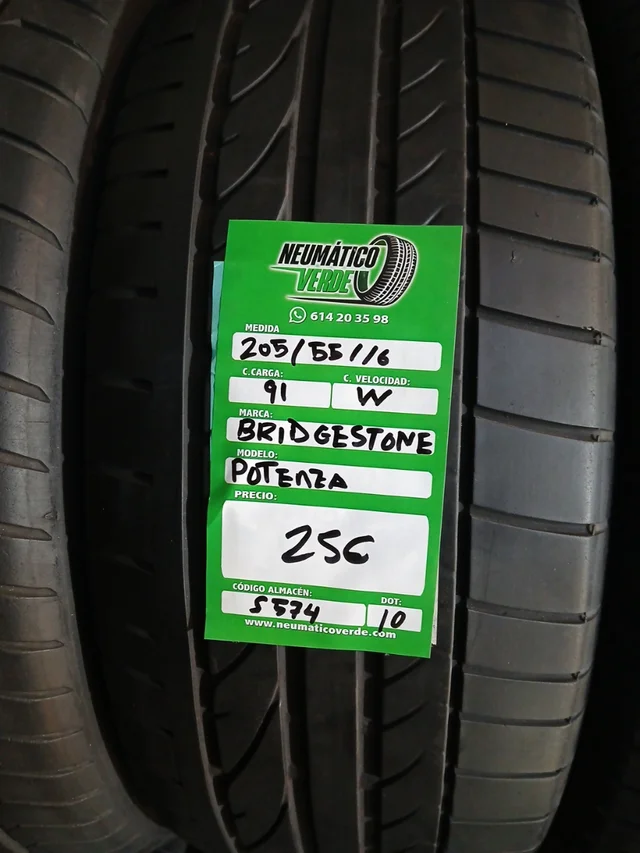 NEUMÁTICO
VERDE
614 20 35 98
MEDIDA
205/55/16
C.CARGA: C. VELOCIDAD:
91 W
MARCA:
BRIDGESTONE
MODELO:
POTENZA
PRECIO:
25€
CÓDIGO ALMACÉN: DOT:
S574 10
www.neumaticoverde.com